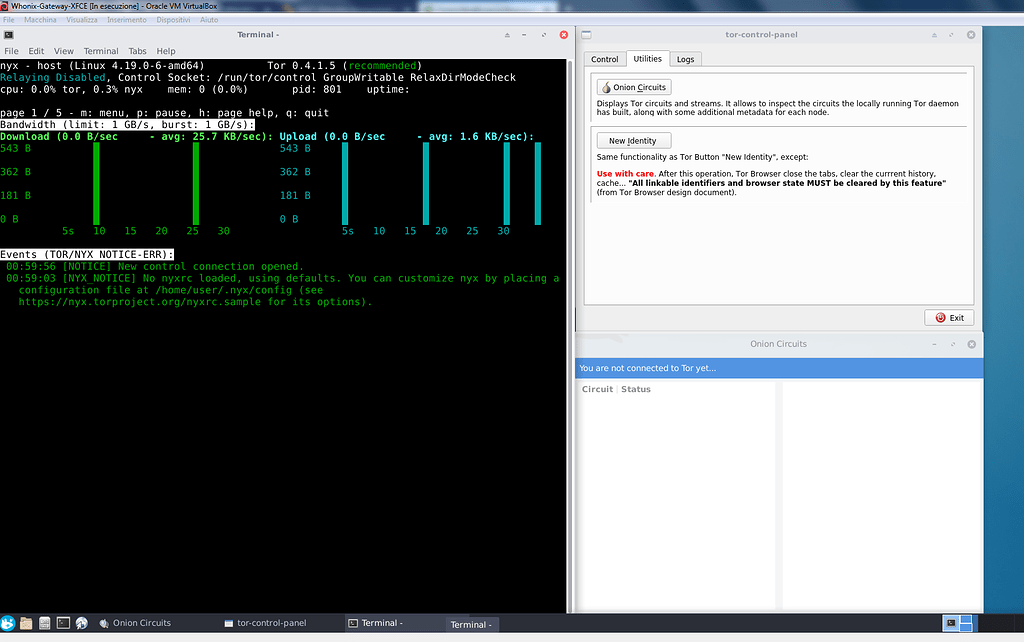 Whonix-Gateway-XFCE [In esecuzione] - Oracle VM VirtualBox
File Macchina Visualizza Inserimento Dispositivi Aiuto
Terminal -
File Edit View Terminal Tabs Help
nyx - host (Linux 4.19.0-6-amd64) Tor 0.4.1.5 (recommended)
Relaying Disabled, Control Socket: /run/tor/control GroupWritable RelaxDirModeCheck
cpu: 0.0% tor, 0.3% nyx mem: 0 (0.0%) pid: 801 uptime:
page 1 / 5 - m: menu, p: pause, h: page help, q: quit
Bandwidth (limit: 1 GB/s, burst: 1 GB/s):
Download (0.0 B/sec - avg: 25.7 KB/sec): Upload (0.0 B/sec - avg: 1.6 KB/sec):
543 B 543 B
362 B 362 B
181 B 181 B
0 B 0 B
5s 10 15 20 25 30 5s 10 15 20 25 30
Events (TOR/NYX NOTICE-ERR):
00:59:56 [NOTICE] New control connection opened.
00:59:03 [NYX_NOTICE] No nyxrc loaded, using defaults. You can customize nyx by placing a
configuration file at /home/user/.nyx/config (see
https://nyx.torproject.org/nyxrc.sample for its options).
tor-control-panel
Control Utilities Logs
Onion Circuits
Displays Tor circuits and streams. It allows to inspect the circuits the locally running Tor daemon
has built, along with some additional metadata for each node.
New Identity
Same functionality as Tor Button "New Identity", except:
Use with care. After this operation, Tor Browser close the tabs, clear the currrent history,
cache... "All linkable identifiers and browser state MUST be cleared by this feature"
(from Tor Browser design document).
Exit
Onion Circuits
You are not connected to Tor yet...
Circuit Status
Onion Circuits tor-control-panel Terminal - Terminal -